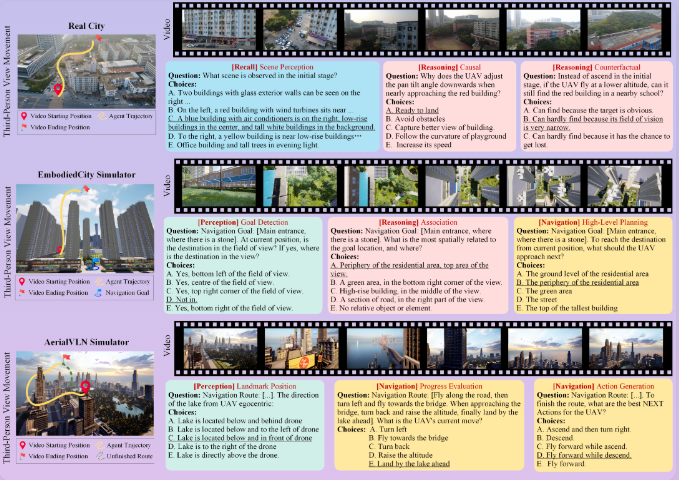 Third-Person View Movement
Real City
Video Starting Position
Agent Trajectory
Video Ending Position
Video
[Recall] Scene Perception
Question: What scene is observed in the initial stage?
Choices:
A. Two buildings with glass exterior walls can be seen on the
right ...
B. On the left, a red building with wind turbines sits near ...
C. A blue building with air conditioners is on the right, low-rise
buildings in the center, and tall white buildings in the background.
D. To the right, a yellow building is near low-rise buildings···
E. Office building and tall trees in evening light.
[Reasoning] Causal
Question: Why does the UAV adjust
the pan tilt angle downwards when
nearly approaching the red building?
Choices:
A. Ready to land
B. Avoid obstacles
C. Capture better view of building.
D. Follow the curvature of playground
E. Increase its speed
[Reasoning] Counterfactual
Question: Instead of ascend in the initial
stage, if the UAV fly at a lower altitude, can it
still find the red building in a nearby school?
Choices:
A. Can find because the target is obvious.
B. Can hardly find because its field of vision
is very narrow.
C. Can hardly find because it has the chance to
get lost.
Third-Person View Movement
EmbodiedCity Simulator
Video Starting Position
Agent Trajectory
Video Ending Position
Navigation Goal
Video
[Perception] Goal Detection
Question: Navigation Goal: [Main entrance,
where there is a stone]. At current position, is
the destination in the field of view? If yes, where
is the destination in the view?
Choices:
A. Yes, bottom left of the field of view.
B. Yes, centre of the field of view.
C. Yes, top right corner of the field of view.
D. Not in.
E. Yes, bottom right of the field of view.
[Reasoning] Association
Question: Navigation Goal: [Main entrance, where
there is a stone]. What is the most spatially related to
the goal location, and where?
Choices:
A. Periphery of the residential area, top area of the
view.
B. A green area, in the bottom right corner of the view.
C. High-rise building, in the middle of the view.
D. A section of road, in the right part of the view.
E. No relative object or element.
[Navigation] High-Level Planning
Question: Navigation Goal: [Main entrance,
where there is a stone]. To reach the destination
from current position, what should the UAV
approach next?
Choices:
A. The ground level of the residential area
B. The periphery of the residential area
C. The green area
D. The street
E. The top of the tallest building
Third-Person View Movement
AerialVLN Simulator
Video Starting Position
Agent Trajectory
Video Ending Position
Unfinished Route
Video
[Perception] Landmark Position
Question: Navigation Route: [...]. The direction
of the lake from UAV egocentric:
Choices:
A. Lake is located below and behind drone
B. Lake is located below and to the left of drone
C. Lake is located below and in front of drone
D. Lake is to the right of the drone
E. Lake is directly above the drone.
[Navigation] Progress Evaluation
Question: Navigation Route: [Fly along the road, then
turn left and fly towards the bridge. When approaching the
bridge, turn back and raise the altitude, finally land by the
lake ahead]. What is the UAV's current move?
Choices: A. Turn left
B. Fly towards the bridge
C. Turn back
D. Raise the altitude
E. Land by the lake ahead
[Navigation] Action Generation
Question: Navigation Route: [...]. To
finish the route, what are the best NEXT
Actions for the UAV?
Choices:
A. Ascend and then turn right.
B. Descend.
C. Fly forward while ascend.
D. Fly forward while descend.
E. Fly forward.